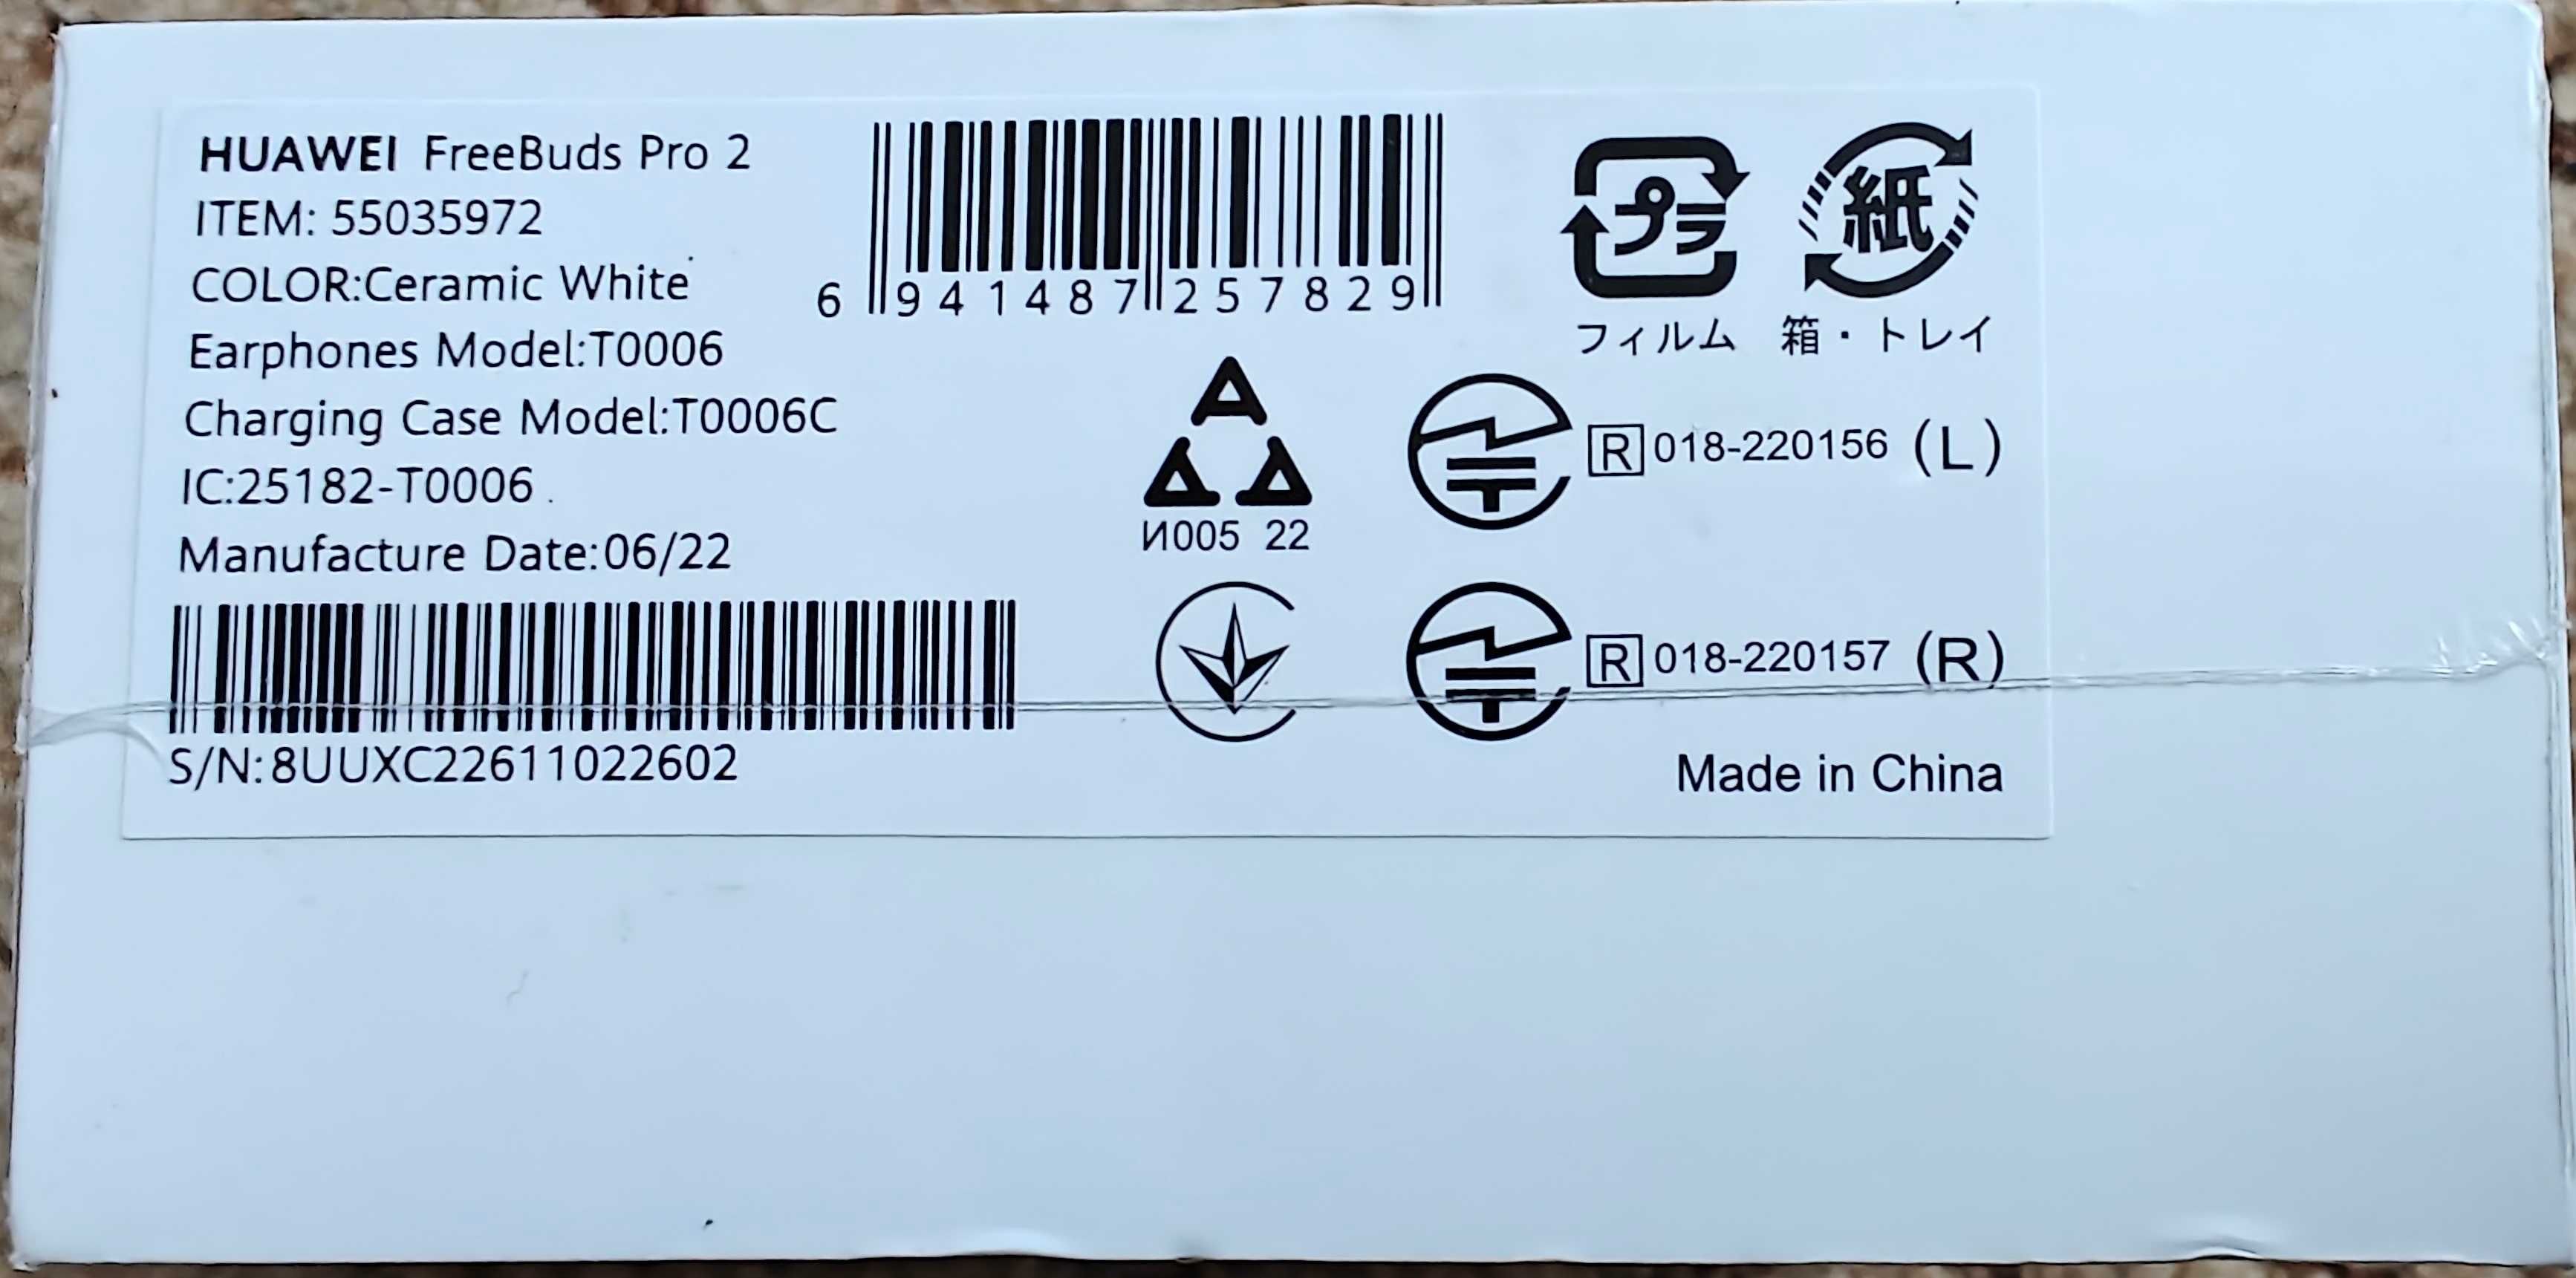 HUAWEI FreeBuds Pro 2
ITEM: 55035972
COLOR:Ceramic White
Earphones Model:T0006
Charging Case Model:T0006C
IC:25182-T0006
Manufacture Date:06/22
S/N:8UUXC22611022602
6 941487 257829
プラ
フィルム
紙
箱・トレイ
И005 22
R 018-220156 (L)
R 018-220157 (R)
Made in China